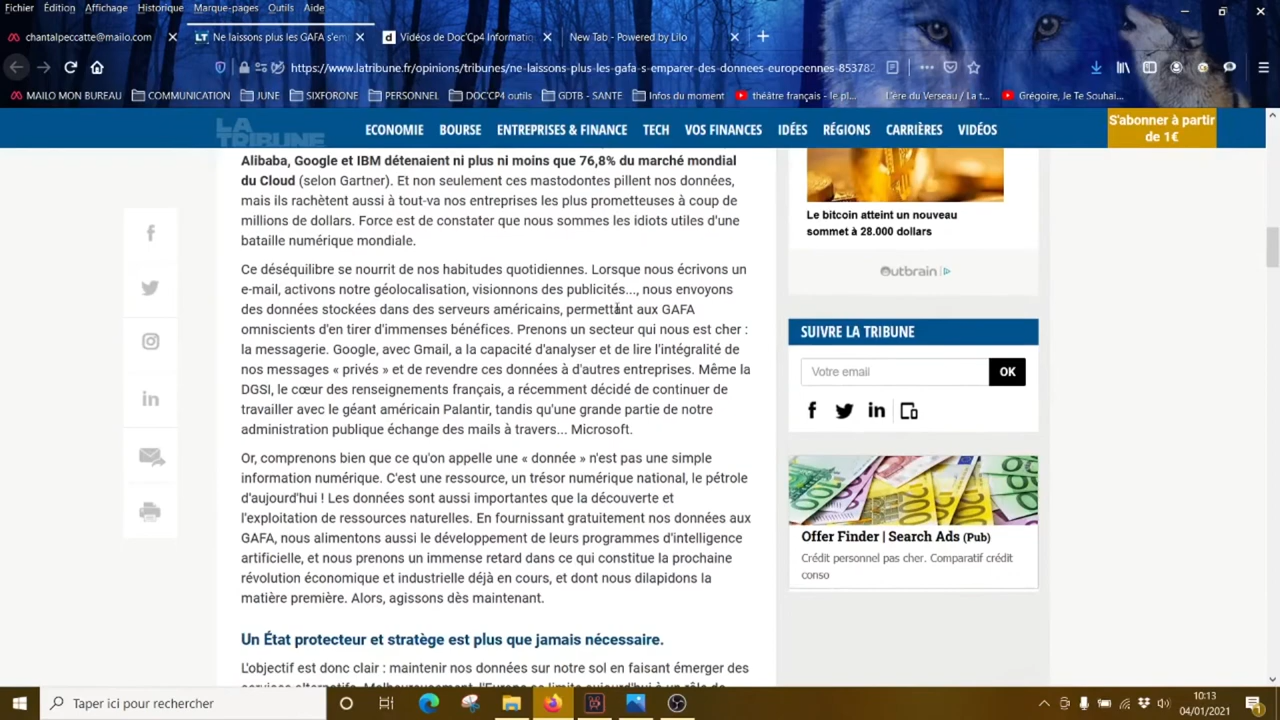 Fichier Édition Affichage Historique Marque-pages Outils Aide
chantalpeccatte@mailo.com
Ne laissons plus les GAFA s'em
Vidéos de Doc'Cp4 Informatiq
New Tab - Powered by Lilo
https://www.latribune.fr/opinions/tribunes/ne-laissons-plus-les-gafa-s-emparer-des-donnees-europeennes-85378
MAILO MON BUREAU COMMUNICATION JUNE SIXFORONE PERSONNEL DOC'CP4 outils GDTB - SANTE Infos du moment théâtre français - le pl... L'ère du Verseau / La t... Grégoire, Je Te Souhai...
LA TRIBUNE
ECONOMIE BOURSE ENTREPRISES & FINANCE TECH VOS FINANCES IDÉES RÉGIONS CARRIÈRES VIDÉOS
S'abonner à partir
de 1€
Alibaba, Google et IBM détenaient ni plus ni moins que 76,8% du marché mondial
du Cloud (selon Gartner). Et non seulement ces mastodontes pillent nos données,
mais ils rachètent aussi à tout-va nos entreprises les plus prometteuses à coup de
millions de dollars. Force est de constater que nous sommes les idiots utiles d'une
bataille numérique mondiale.
Ce déséquilibre se nourrit de nos habitudes quotidiennes. Lorsque nous écrivons un
e-mail, activons notre géolocalisation, visionnons des publicités..., nous envoyons
des données stockées dans des serveurs américains, permettant aux GAFA
omniscients d'en tirer d'immenses bénéfices. Prenons un secteur qui nous est cher :
la messagerie. Google, avec Gmail, a la capacité d'analyser et de lire l'intégralité de
nos messages « privés » et de revendre ces données à d'autres entreprises. Même la
DGSI, le cœur des renseignements français, a récemment décidé de continuer de
travailler avec le géant américain Palantir, tandis qu'une grande partie de notre
administration publique échange des mails à travers... Microsoft.
Or, comprenons bien que ce qu'on appelle une « donnée » n'est pas une simple
information numérique. C'est une ressource, un trésor numérique national, le pétrole
d'aujourd'hui ! Les données sont aussi importantes que la découverte et
l'exploitation de ressources naturelles. En fournissant gratuitement nos données aux
GAFA, nous alimentons aussi le développement de leurs programmes d'intelligence
artificielle, et nous prenons un immense retard dans ce qui constitue la prochaine
révolution économique et industrielle déjà en cours, et dont nous dilapidons la
matière première. Alors, agissons dès maintenant.
Un État protecteur et stratège est plus que jamais nécessaire.
L'objectif est donc clair : maintenir nos données sur notre sol en faisant émerger des
Le bitcoin atteint un nouveau
sommet à 28.000 dollars
Outbrain
SUIVRE LA TRIBUNE
Votre email
OK
Offer Finder | Search Ads (Pub)
Crédit personnel pas cher. Comparatif crédit
conso
Taper ici pour rechercher
10:13
04/01/2021